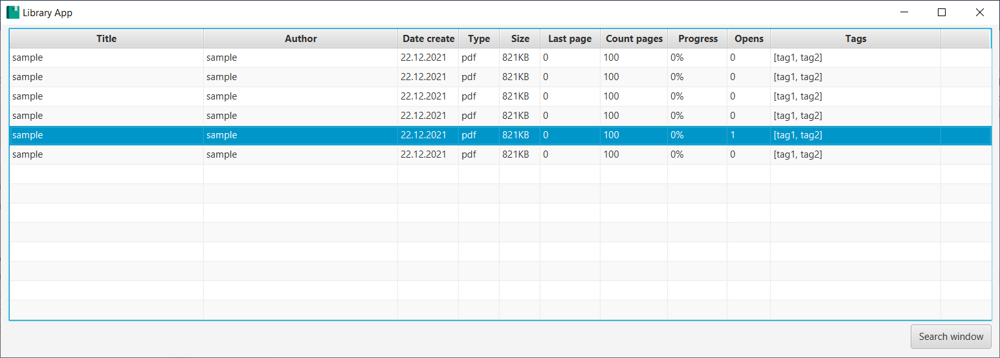 Library App
Title Author Date create Type Size Last page Count pages Progress Opens Tags
sample sample 22.12.2021 pdf 821KB 0 100 0% 0 [tag1, tag2]
sample sample 22.12.2021 pdf 821KB 0 100 0% 0 [tag1, tag2]
sample sample 22.12.2021 pdf 821KB 0 100 0% 0 [tag1, tag2]
sample sample 22.12.2021 pdf 821KB 0 100 0% 0 [tag1, tag2]
sample sample 22.12.2021 pdf 821KB 0 100 0% 1 [tag1, tag2]
sample sample 22.12.2021 pdf 821KB 0 100 0% 0 [tag1, tag2]
Search window